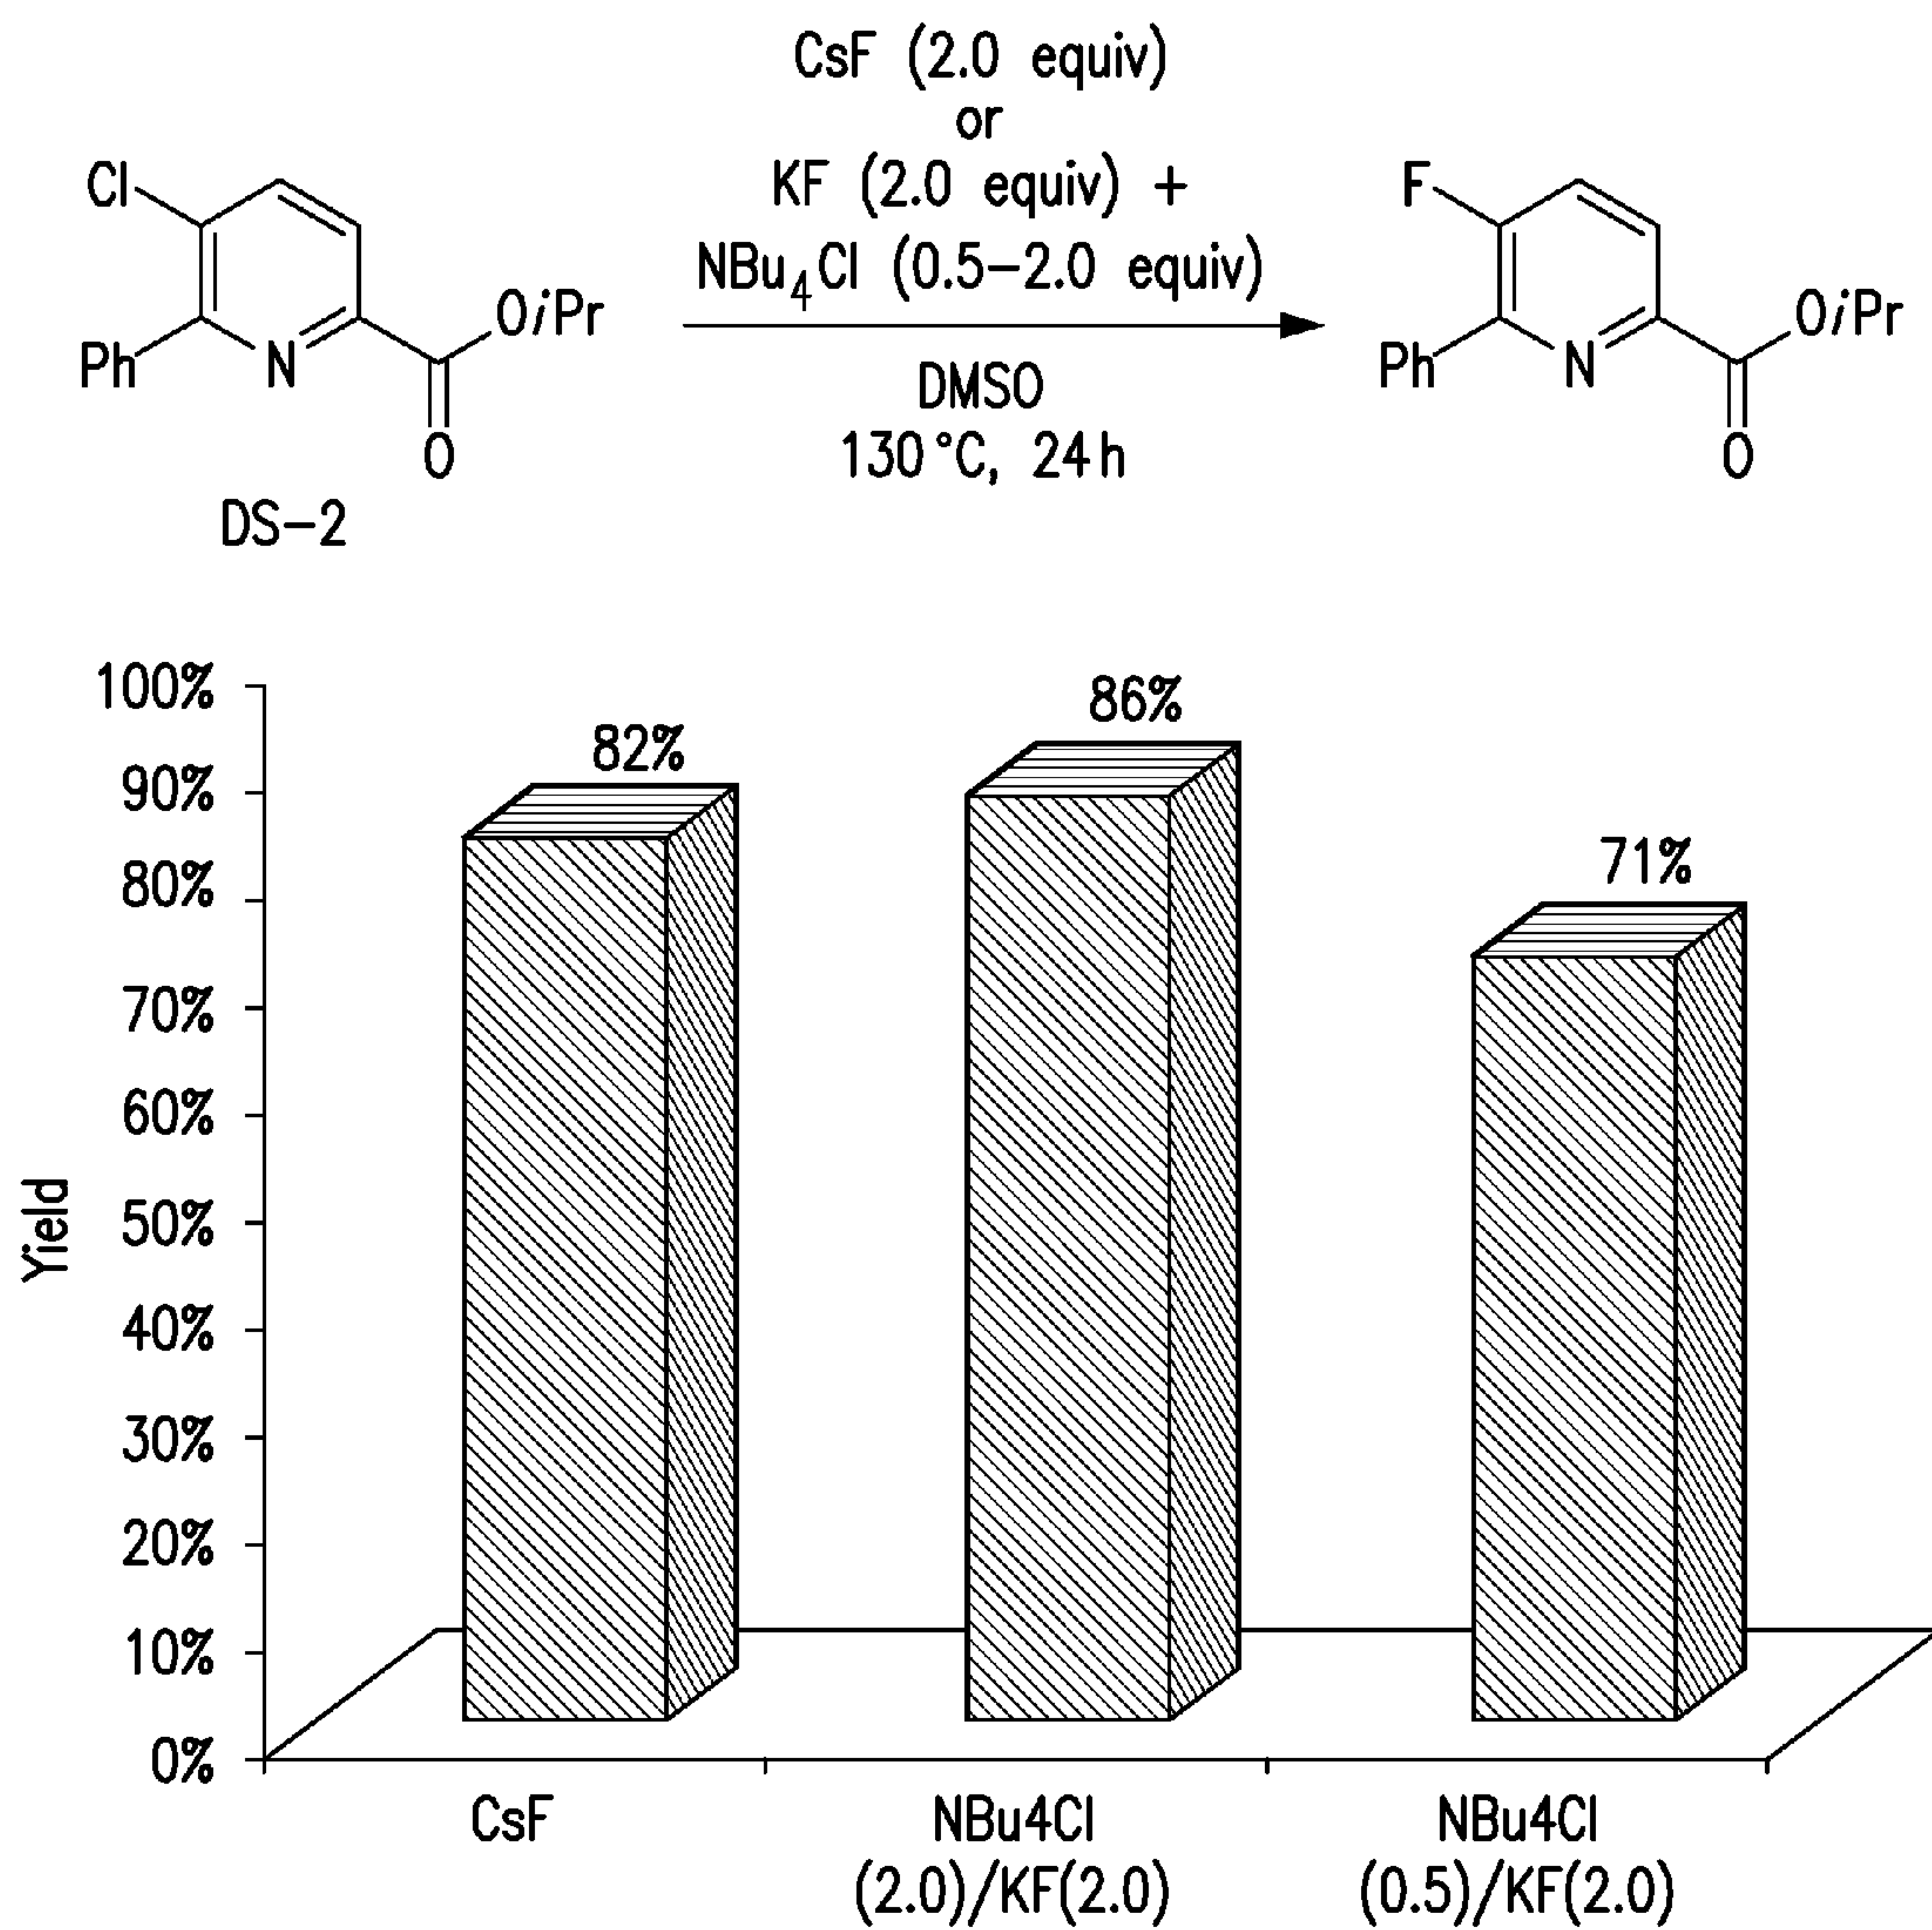 CsF (2.0 equiv)
or
KF (2.0 equiv) +
NBu4Cl (0.5–2.0 equiv)
DMSO
130°C, 24h
Cl
Ph
N
OiPr
O
DS-2
F
Ph
N
OiPr
O
Yield
100%
90%
80%
70%
60%
50%
40%
30%
20%
10%
0%
82%
86%
71%
CsF
NBu4Cl
(2.0)/KF(2.0)
NBu4Cl
(0.5)/KF(2.0)